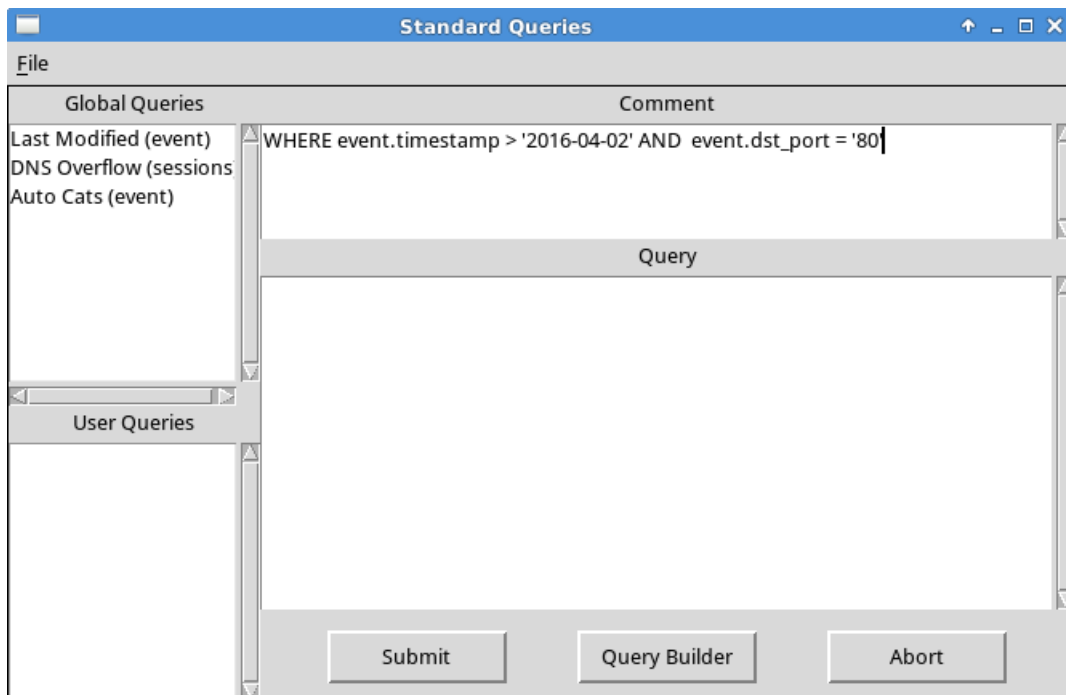 Standard Queries
File
Global Queries
Comment
Last Modified (event)
DNS Overflow (sessions
Auto Cats (event)
WHERE event.timestamp > '2016-04-02' AND  event.dst_port = '80'
Query
User Queries
Submit
Query Builder
Abort